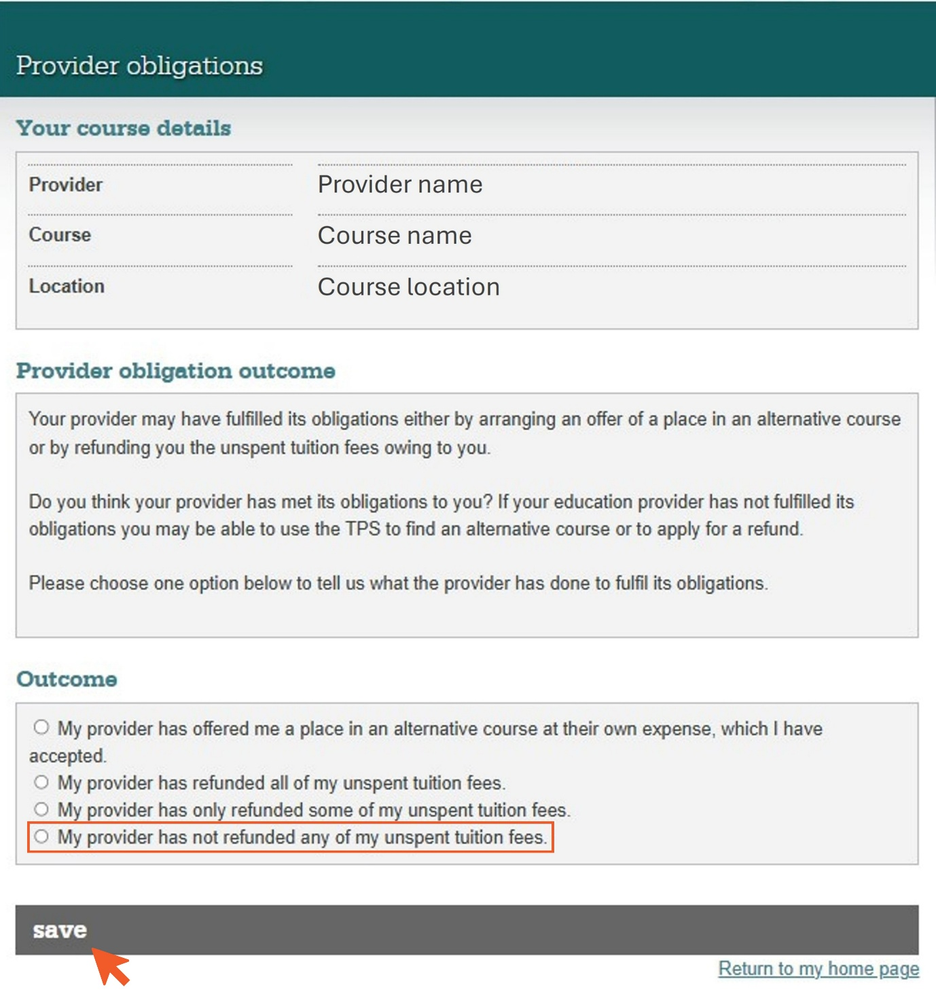 Provider obligations
Your course details
Provider
Provider name
Course
Course name
Location
Course location
Provider obligation outcome
Your provider may have fulfilled its obligations either by arranging an offer of a place in an alternative course
or by refunding you the unspent tuition fees owing to you.
Do you think your provider has met its obligations to you? If your education provider has not fulfilled its
obligations you may be able to use the TPS to find an alternative course or to apply for a refund.
Please choose one option below to tell us what the provider has done to fulfil its obligations.
Outcome
My provider has offered me a place in an alternative course at their own expense, which I have
accepted.
My provider has refunded all of my unspent tuition fees.
My provider has only refunded some of my unspent tuition fees.
My provider has not refunded any of my unspent tuition fees.
save
Return to my home page